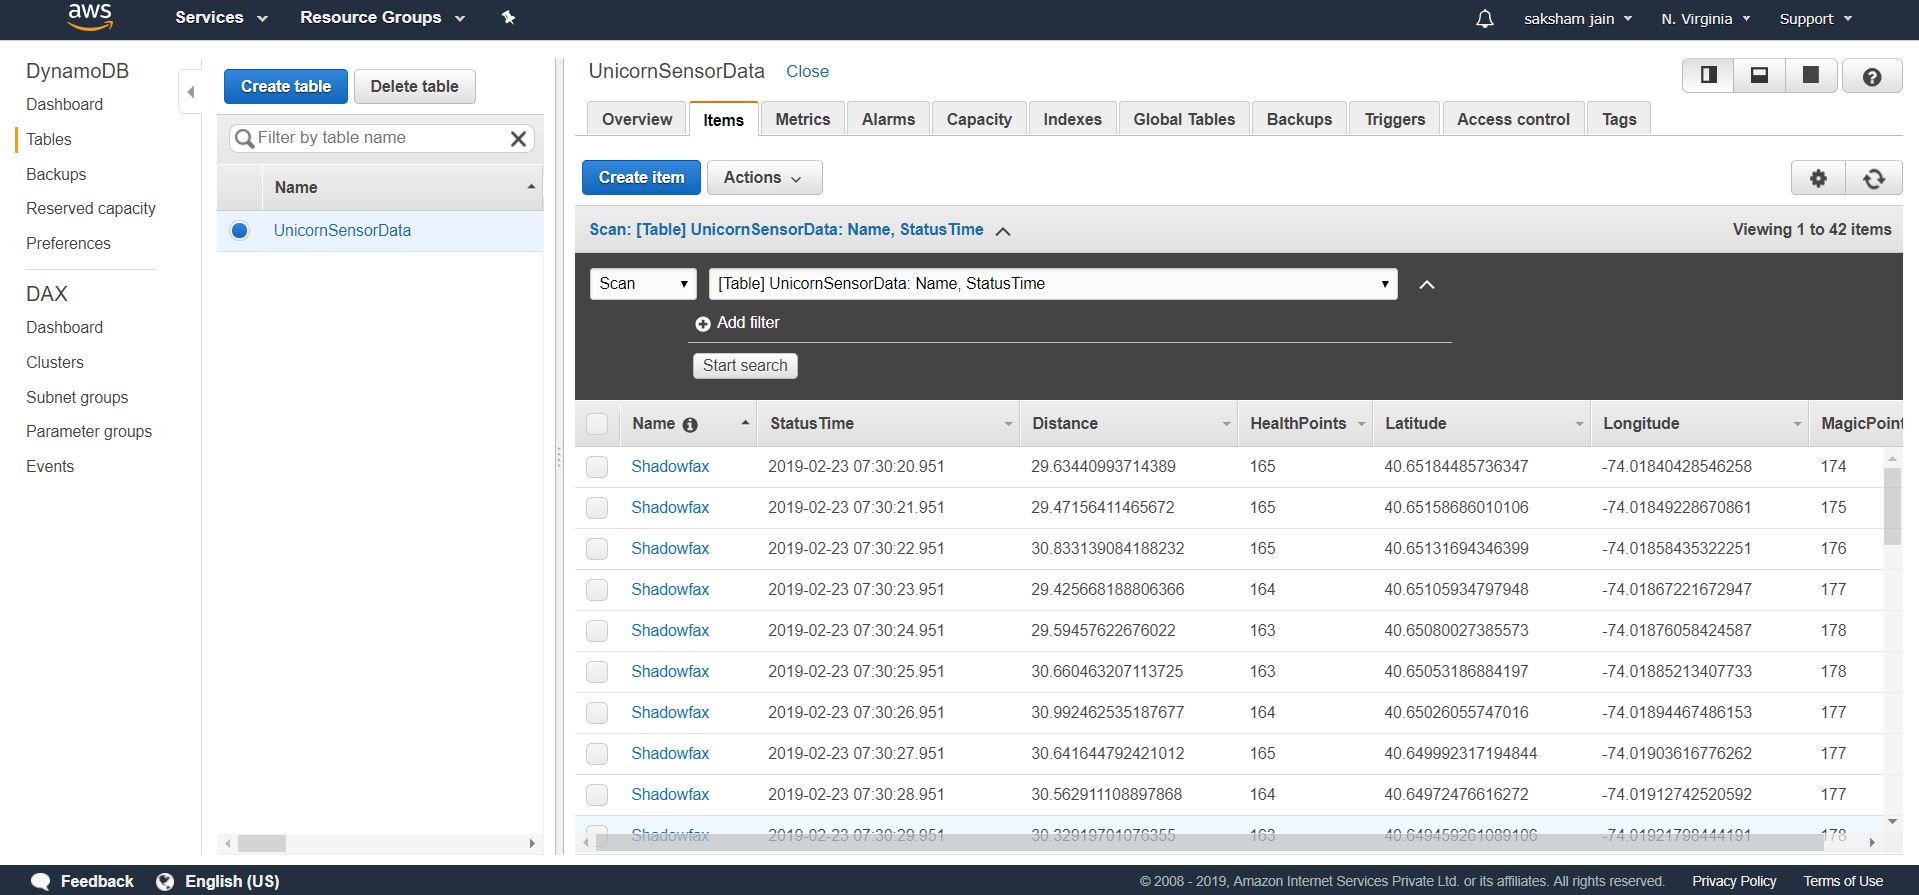 aws Services Resource Groups saksham jain N. Virginia Support
DynamoDB
Dashboard
Tables
Backups
Reserved capacity
Preferences
DAX
Dashboard
Clusters
Subnet groups
Parameter groups
Events
Create table Delete table
Filter by table name
Name
UnicornSensorData
UnicornSensorData Close
Overview Items Metrics Alarms Capacity Indexes Global Tables Backups Triggers Access control Tags
Create item Actions
Scan: [Table] UnicornSensorData: Name, StatusTime Viewing 1 to 42 items
Scan [Table] UnicornSensorData: Name, StatusTime
Add filter
Start search
Name StatusTime Distance HealthPoints Latitude Longitude MagicPoint
Shadowfax 2019-02-23 07:30:20.951 29.63440993714389 165 40.65184485736347 -74.01840428546258 174
Shadowfax 2019-02-23 07:30:21.951 29.47156411465672 165 40.65158686010106 -74.01849228670861 175
Shadowfax 2019-02-23 07:30:22.951 30.833139084188232 165 40.65131694346399 -74.01858435322251 176
Shadowfax 2019-02-23 07:30:23.951 29.425668188806366 164 40.65105934797948 -74.01867221672947 177
Shadowfax 2019-02-23 07:30:24.951 29.59457622676022 163 40.65080027385573 -74.01876058424587 178
Shadowfax 2019-02-23 07:30:25.951 30.660463207113725 163 40.65053186884197 -74.01885213407733 178
Shadowfax 2019-02-23 07:30:26.951 30.992462535187677 164 40.65026055747016 -74.01894467486153 177
Shadowfax 2019-02-23 07:30:27.951 30.641644792421012 165 40.649992317194844 -74.01903616776262 177
Shadowfax 2019-02-23 07:30:28.951 30.562911108897868 164 40.64972476616272 -74.01912742520592 177
Shadowfax 2019-02-23 07:30:29.951 30.32919701076355 163 40.649459261089106 -74.01921798444191 178
Feedback English (US) © 2008 - 2019, Amazon Internet Services Private Ltd. or its affiliates. All rights reserved. Privacy Policy Terms of Use